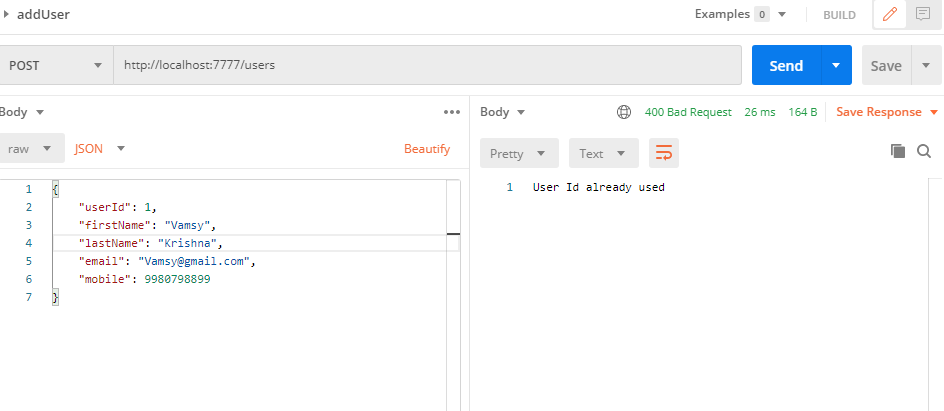 addUser
Examples 0
BUILD
POST
http://localhost:7777/users
Send
Save
Body
raw
JSON
Beautify
1 {
2 "userId": 1,
3 "firstName": "Vamsy",
4 "lastName": "Krishna",
5 "email": "Vamsy@gmail.com",
6 "mobile": 9980798899
7 }
Body
400 Bad Request 26 ms 164 B
Save Response
Pretty
Text
1 User Id already used